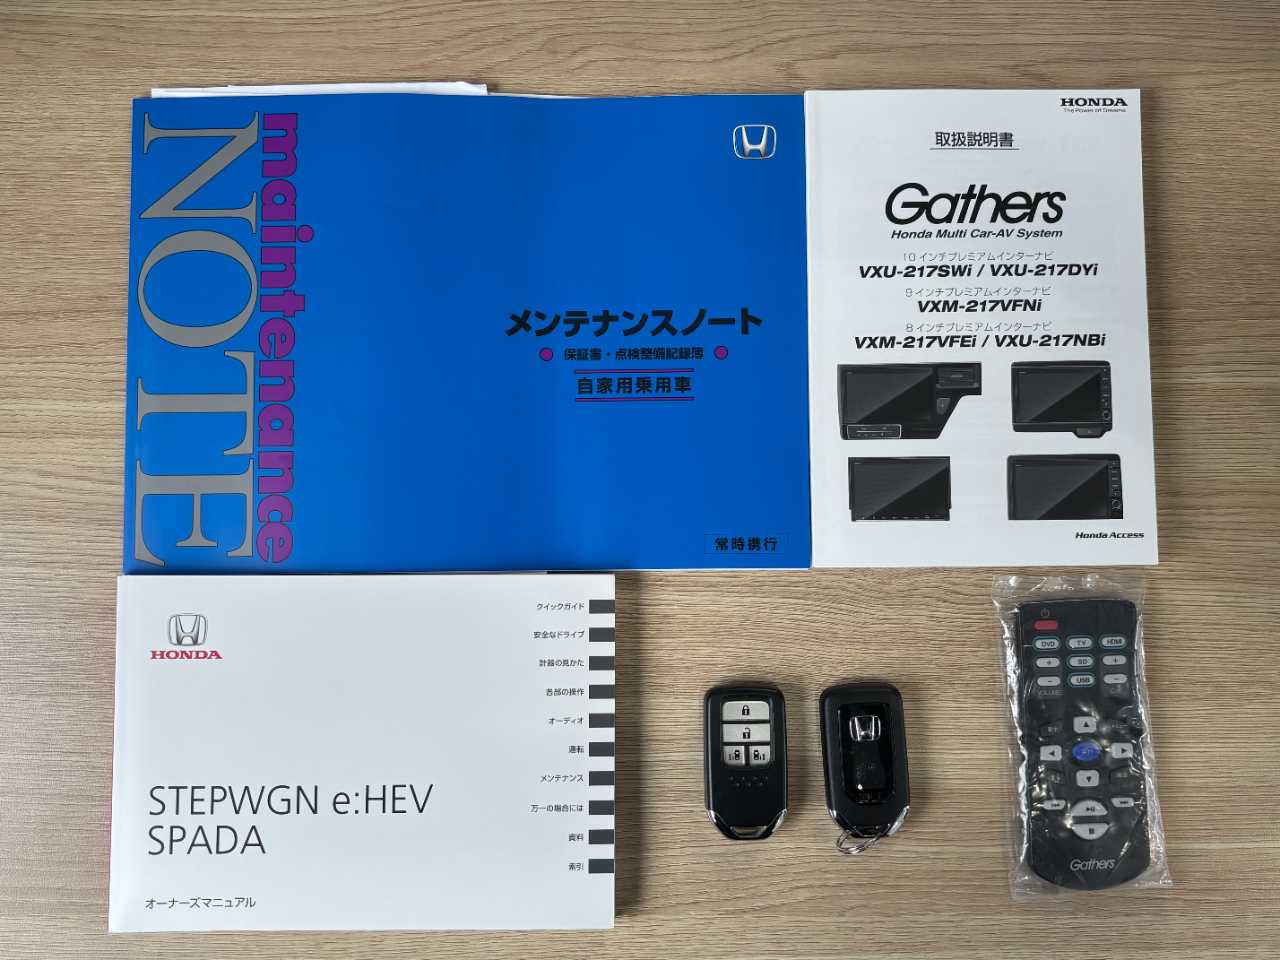 maintenance
NOTE
メンテナンスノート
保証書・点検整備記録簿
自家用乗用車
常時携行
HONDA
The Power of Dreams
取扱説明書
Gathers
Honda Multi Car-AV System
10インチプレミアムインターナビ
VXU-217SWi / VXU-217DYi
9インチプレミアムインターナビ
VXM-217VFNi
8インチプレミアムインターナビ
VXM-217VFEi / VXU-217NBi
Honda Access
HONDA
クイックガイド
安全なドライブ
計器の見かた
各部の操作
オーディオ
運転
メンテナンス
万一の場合には
資料
索引
STEPWGN e:HEV
SPADA
オーナーズマニュアル
DVD TV HDMI
+ SD +
- USB -
VOLUME
Gathers